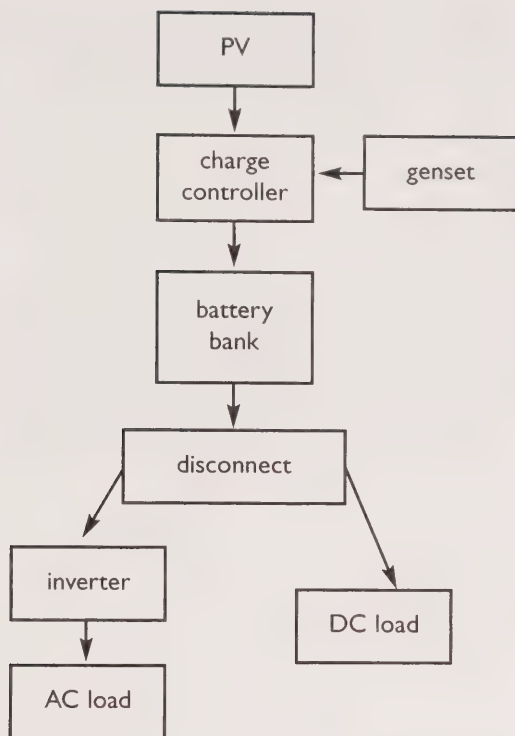 PV
charge
controller
genset
battery
bank
disconnect
inverter
DC load
AC load